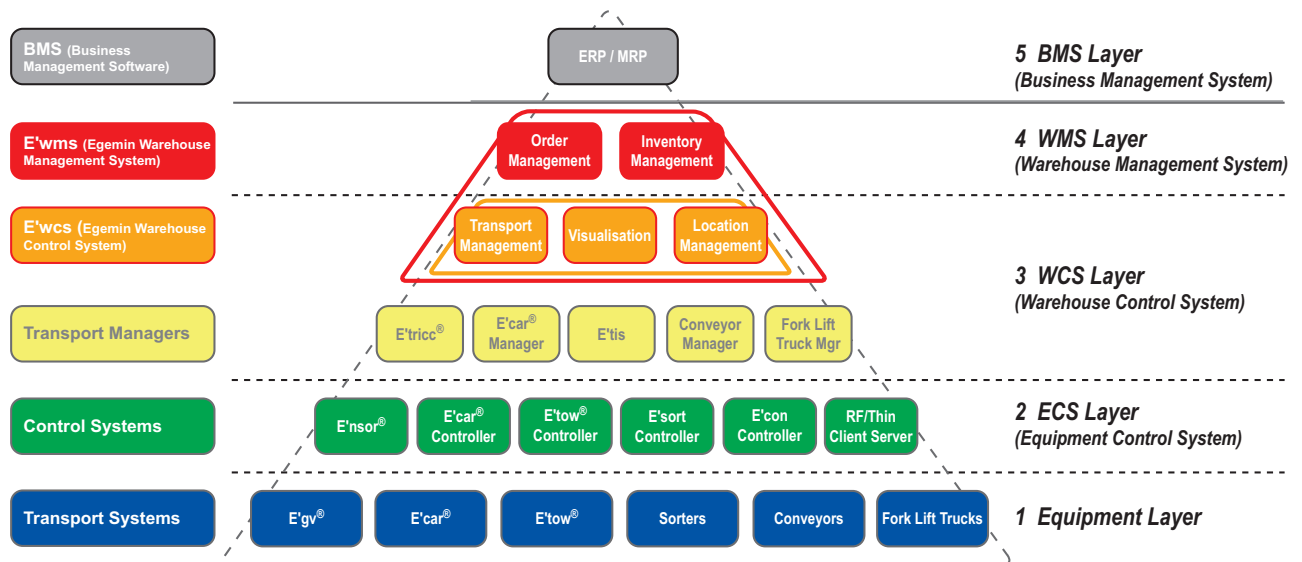 BMS (Business
Management Software)
ERP / MRP
5 BMS Layer
(Business Management System)
E'wms (Egemin Warehouse
Management System)
Order
Management
Inventory
Management
4 WMS Layer
(Warehouse Management System)
E'wcs (Egemin Warehouse
Control System)
Transport
Management
Visualisation
Location
Management
3 WCS Layer
(Warehouse Control System)
Transport Managers
E'tricc®
E'car®
Manager
E'tis
Conveyor
Manager
Fork Lift
Truck Mgr
Control Systems
E'nsor®
E'car®
Controller
E'tow®
Controller
E'sort
Controller
E'con
Controller
RF/Thin
Client Server
2 ECS Layer
(Equipment Control System)
Transport Systems
E'gv®
E'car®
E'tow®
Sorters
Conveyors
Fork Lift Trucks
1 Equipment Layer